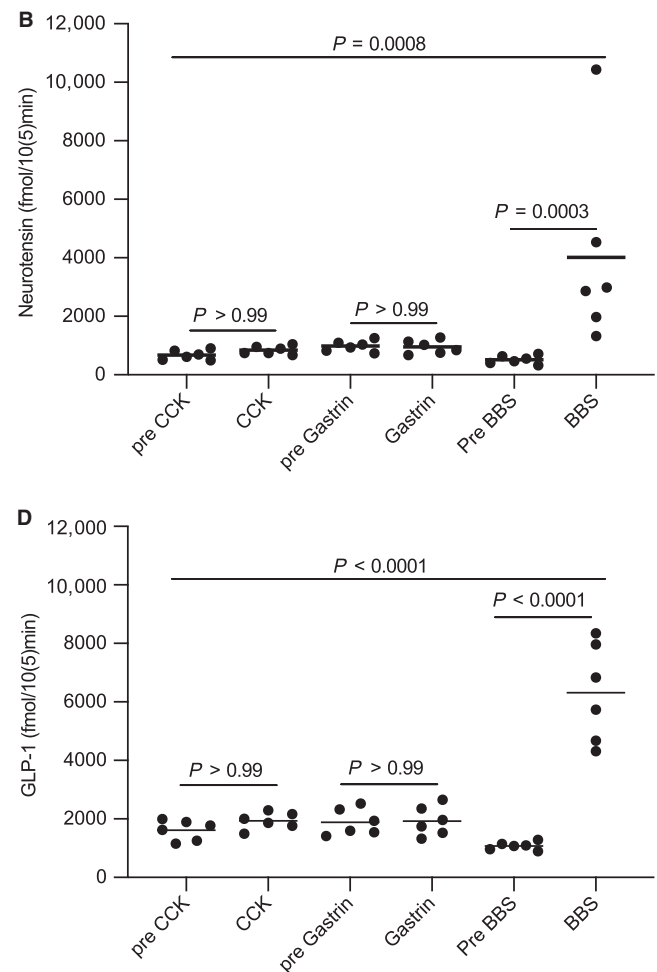 B
12,000
P = 0.0008
10,000
Neurotensin (fmol/10(5)min)
8000
6000
P = 0.0003
4000
P > 0.99
P > 0.99
2000
0
pre CCK
CCK
pre Gastrin
Gastrin
Pre BBS
BBS
D
12,000
P < 0.0001
10,000
P < 0.0001
GLP-1 (fmol/10(5)min)
8000
6000
4000
P > 0.99
P > 0.99
2000
0
pre CCK
CCK
pre Gastrin
Gastrin
Pre BBS
BBS